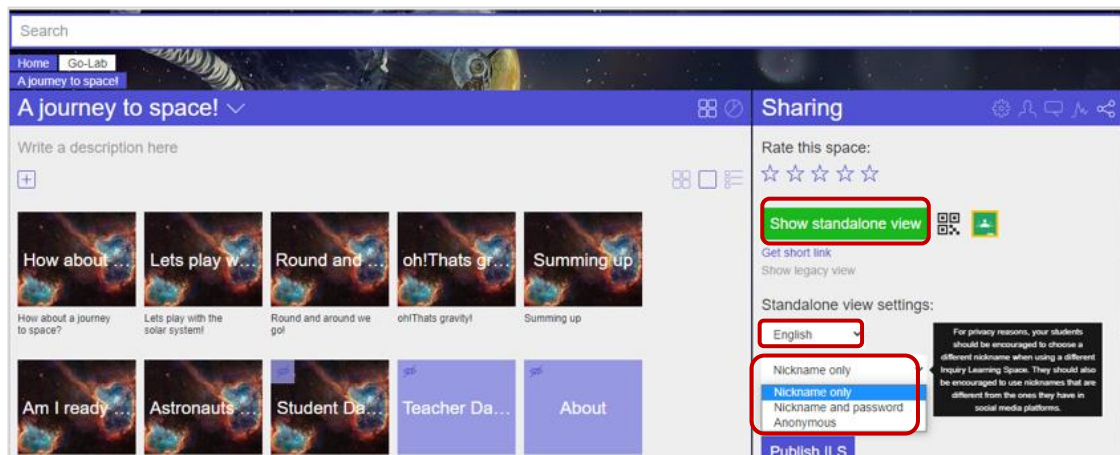 Search
Home Go-Lab
A journey to space!
A journey to space!
Write a description here
How about ...
Lets play w...
Round and ...
oh!Thats gr...
Summing up
How about a journey
to space?
Lets play with the
solar system!
Round and around we
go!
oh!Thats gravity!
Summing up
Am I ready ...
Astronauts ...
Student Da...
Teacher Da...
About
Sharing
Rate this space:
Show standalone view
Get short link
Show legacy view
Standalone view settings:
English
For privacy reasons, your students
should be encouraged to choose a
different nickname when using a different
Inquiry Learning Space. They should also
be encouraged to use nicknames that are
different from the ones they have in
social media platforms.
Nickname only
Nickname only
Nickname and password
Anonymous
Publish ILS